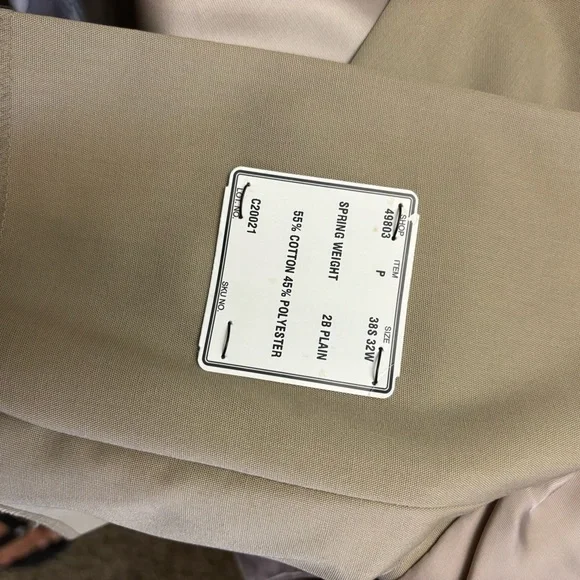 SHOP ITEM SIZE
49803 P 38S 32W
SPRING WEIGHT 2B PLAIN
55% COTTON 45% POLYESTER
C20021
LOT. NO. SKU NO.